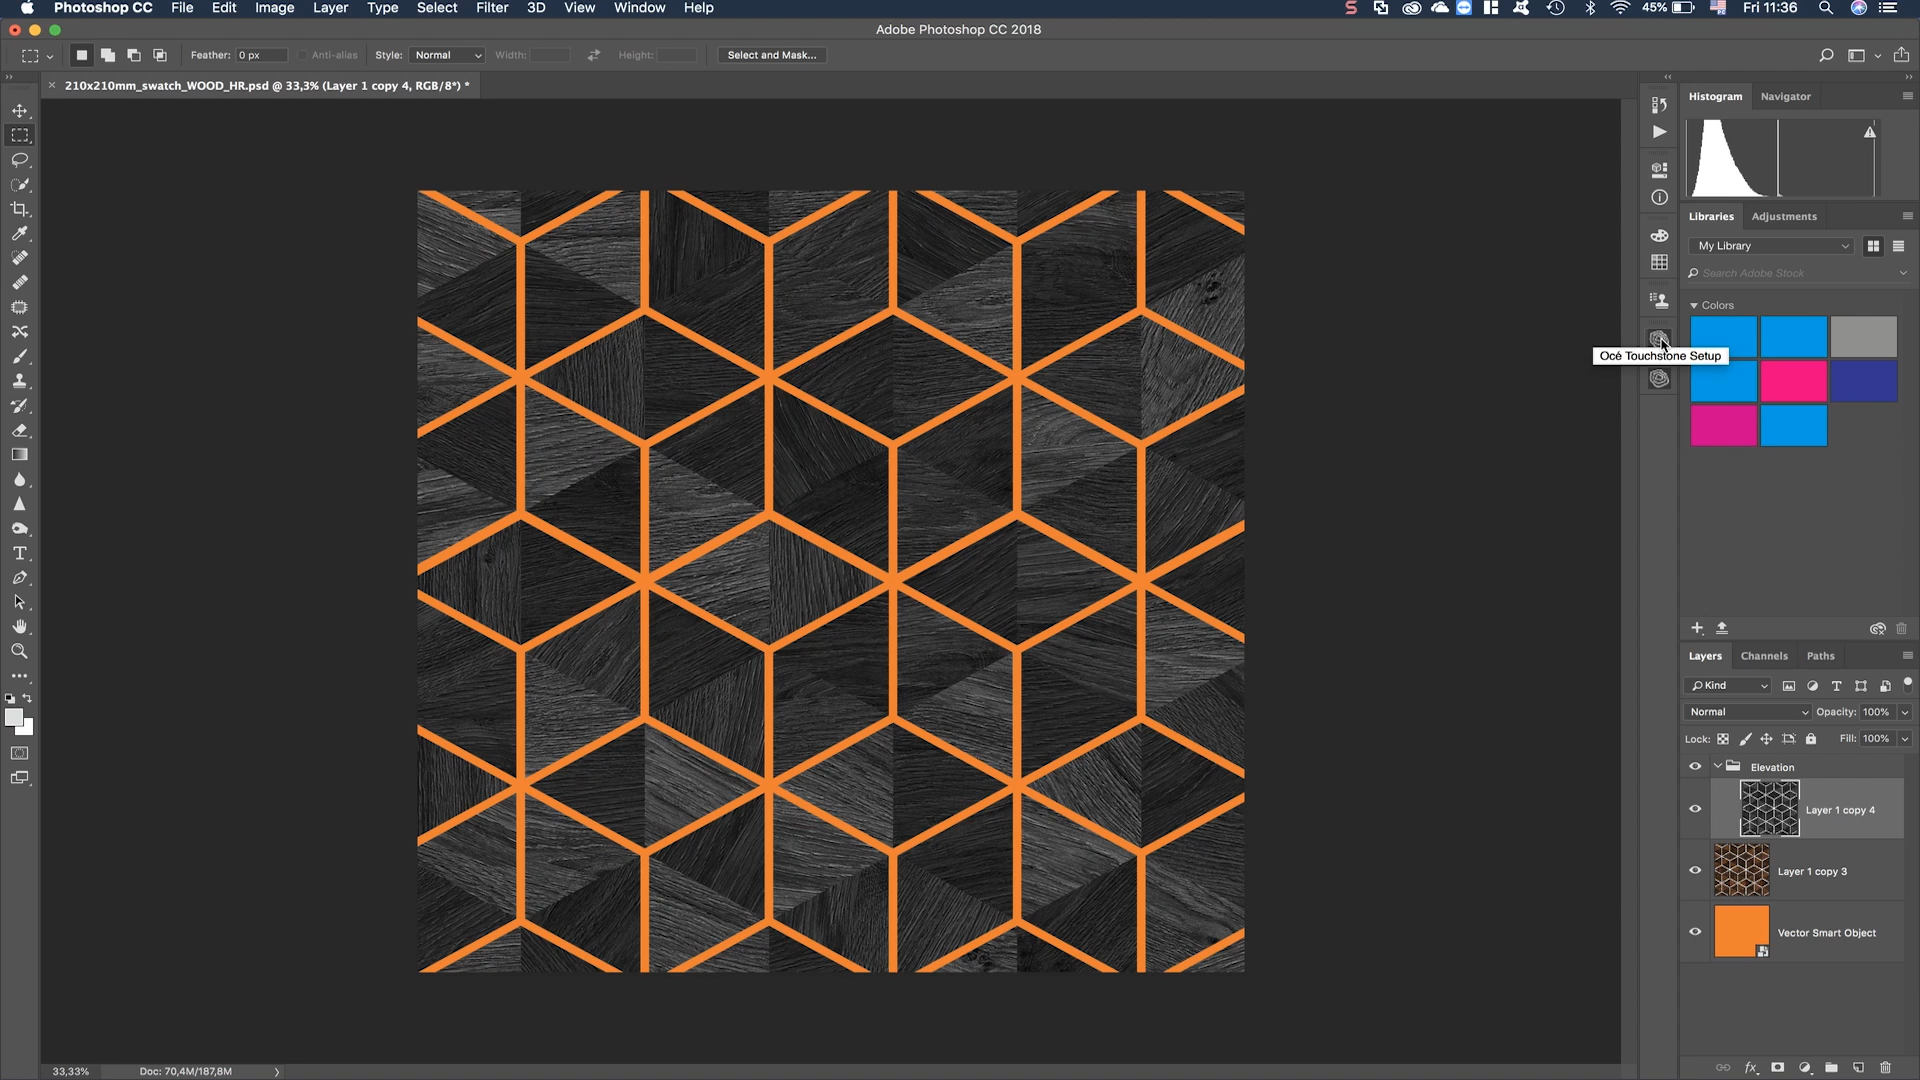 Photoshop CC File Edit Image Layer Type Select Filter 3D View Window Help 45% Fri 11:36
Adobe Photoshop CC 2018
Feather: 0 px Anti-alias Style: Normal Width: Height: Select and Mask...
210x210mm_swatch_WOOD_HR.psd @ 33,3% (Layer 1 copy 4, RGB/8*) *
Histogram Navigator
Libraries Adjustments
My Library
Search Adobe Stock
Colors
Océ Touchstone Setup
Layers Channels Paths
Kind
Normal Opacity: 100%
Lock: Fill: 100%
Elevation
Layer 1 copy 4
Layer 1 copy 3
Vector Smart Object
33,33% Doc: 70,4M/187,8M
fx